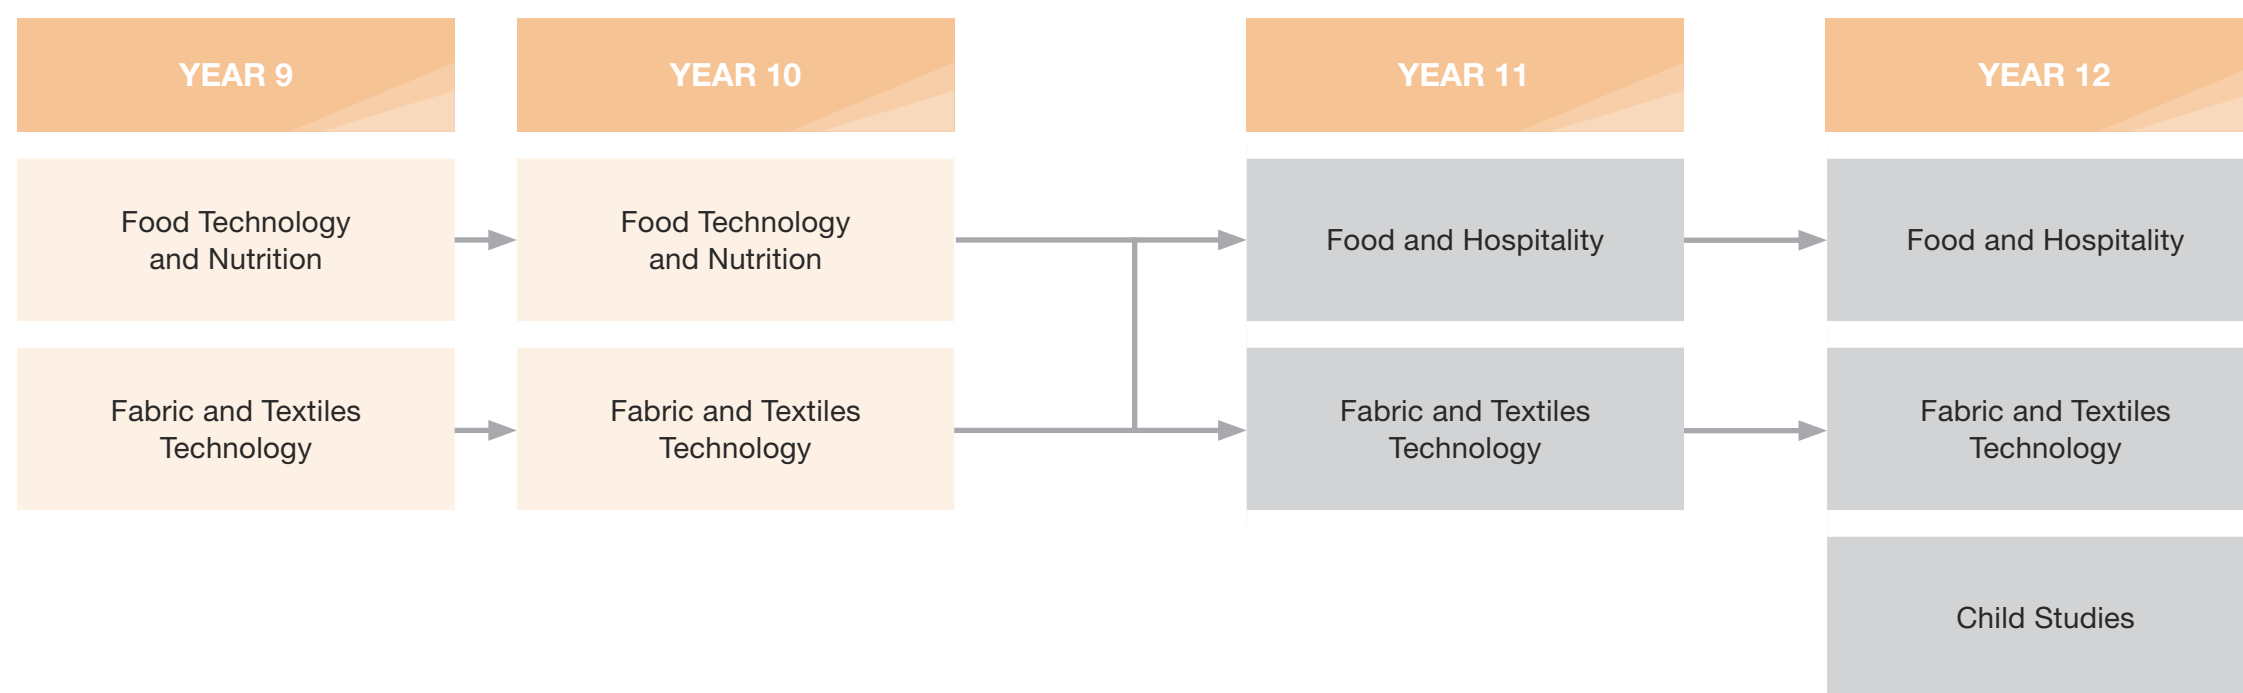 YEAR 9
YEAR 10
YEAR 11
YEAR 12
Food Technology
and Nutrition
Food Technology
and Nutrition
Food and Hospitality
Food and Hospitality
Fabric and Textiles
Technology
Fabric and Textiles
Technology
Fabric and Textiles
Technology
Fabric and Textiles
Technology
Child Studies